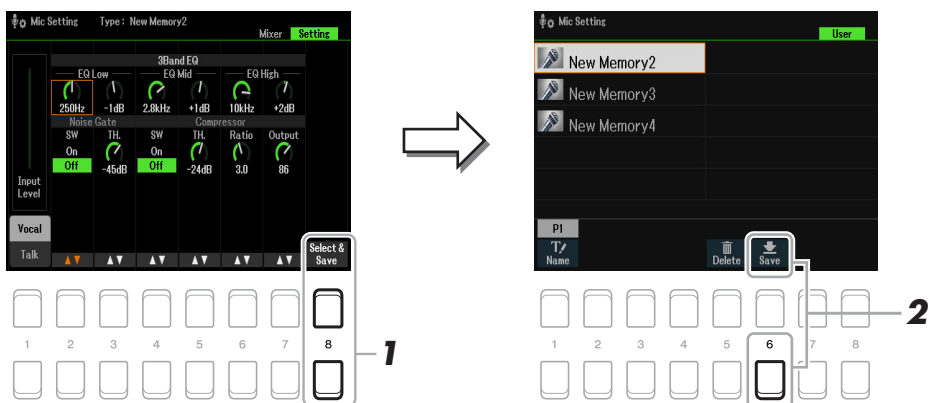 Mic Setting Type : New Memory2
Mixer Setting
3Band EQ
EQ Low EQ Mid EQ High
250Hz -1dB 2.8kHz +1dB 10kHz +2dB
Noise Gate Compressor
SW TH. SW TH. Ratio Output
On On
Off -45dB Off -24dB 3.0 86
Input
Level
Vocal
Talk
Select &
Save
1 2 3 4 5 6 7 8
1
Mic Setting
User
New Memory2
New Memory3
New Memory4
P1
Name Delete Save
1 2 3 4 5 6 7 8
2